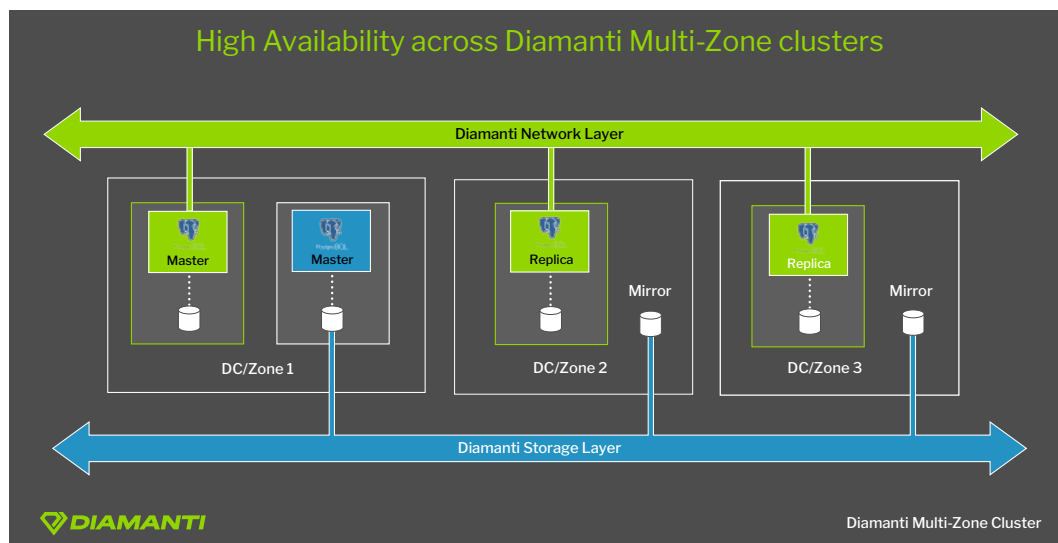 High Availability across Diamanti Multi-Zone clusters
Diamanti Network Layer
Master
PostgreSQL
Master
Replica
Replica
Mirror
Mirror
DC/Zone 1
DC/Zone 2
DC/Zone 3
Diamanti Storage Layer
DIAMANTI
Diamanti Multi-Zone Cluster